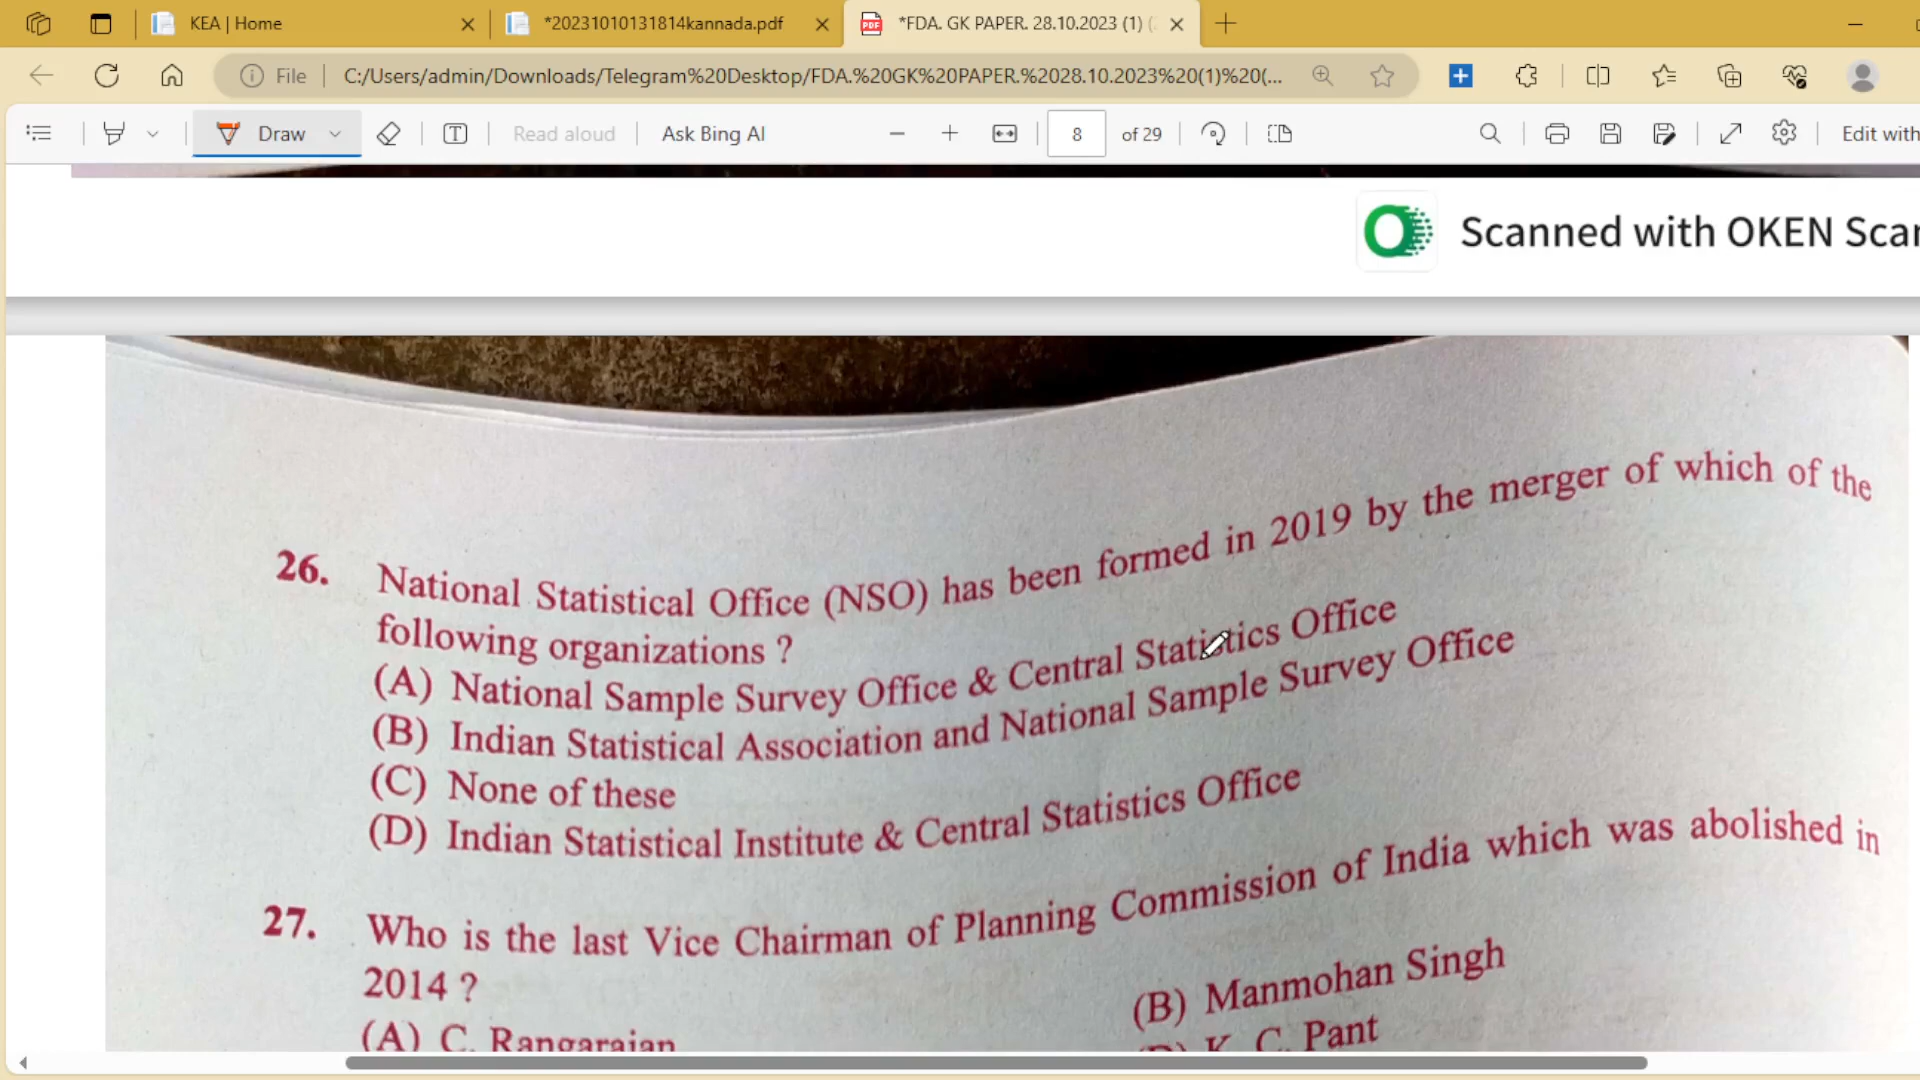 KEA | Home
*20231010131814kannada.pdf
*FDA. GK PAPER. 28.10.2023 (1) (
File
C:/Users/admin/Downloads/Telegram%20Desktop/FDA.%20GK%20PAPER.%2028.10.2023%20(1)%20(...
Draw
Read aloud
Ask Bing AI
8
of 29
Edit with
Scanned with OKEN Scan
26. National Statistical Office (NSO) has been formed in 2019 by the merger of which of the
following organizations ?
(A) National Sample Survey Office & Central Statistics Office
(B) Indian Statistical Association and National Sample Survey Office
(C) None of these
(D) Indian Statistical Institute & Central Statistics Office
27. Who is the last Vice Chairman of Planning Commission of India which was abolished in
2014 ?
(B) Manmohan Singh
(A) C. Rangarajan
(D) K. C. Pant